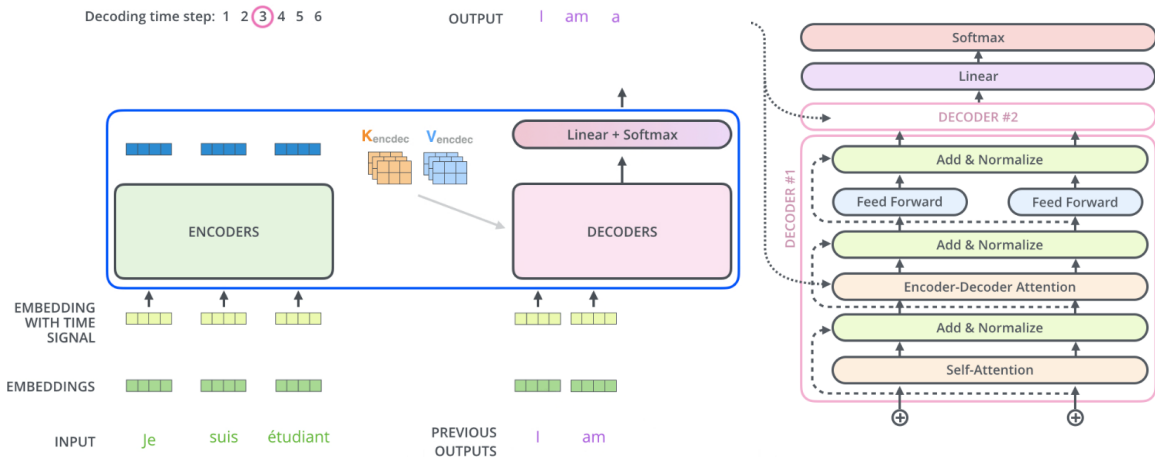 Decoding time step: 1 2 3 4 5 6
OUTPUT I am a
K encdec V encdec
Linear + Softmax
ENCODERS
DECODERS
EMBEDDING
WITH TIME
SIGNAL
EMBEDDINGS
INPUT Je suis étudiant
PREVIOUS
OUTPUTS
I am
Softmax
Linear
DECODER #2
DECODER #1
Add & Normalize
Feed Forward Feed Forward
Add & Normalize
Encoder-Decoder Attention
Add & Normalize
Self-Attention